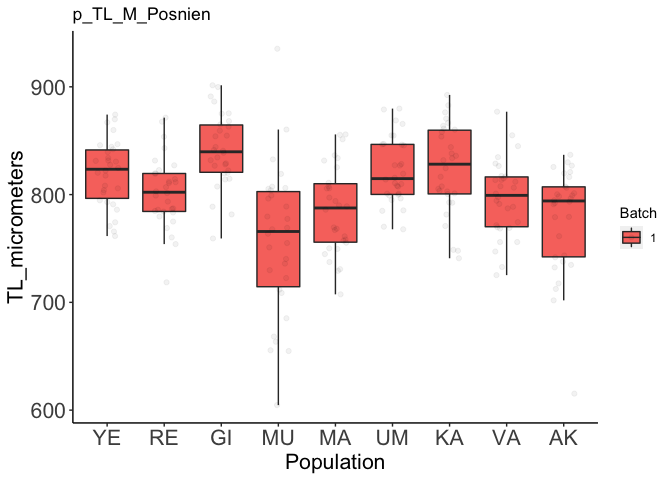 p_TL_M_Posnien
TL_micrometers
900
800
700
600
YE RE GI MU MA UM KA VA AK
Population
Batch
1